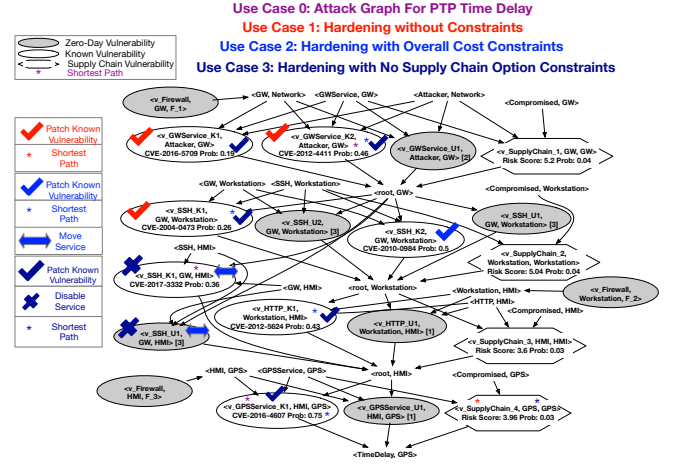 Use Case 0: Attack Graph For PTP Time Delay
Use Case 1: Hardening without Constraints
Use Case 2: Hardening with Overall Cost Constraints
Use Case 3: Hardening with No Supply Chain Option Constraints
Zero-Day Vulnerability
Known Vulnerability
Supply Chain Vulnerability
* Shortest Path
Patch Known
Vulnerability
* Shortest
Path
Patch Known
Vulnerability
* Shortest
Path
Move
Service
Patch Known
Vulnerability
Disable
Service
* Shortest
Path
<v_Firewall,
GW, F_1>
<GW, Network>
<GWService, GW>
<Attacker, Network>
<Compromised, GW>
<v_GWService_K1,
Attacker, GW>
CVE-2016-5709 Prob: 0.19
<v_GWService_K2,
Attacker, GW>
CVE-2012-4411 Prob: 0.46
<v_GWService_U1,
Attacker, GW> [2]
<v_SupplyChain_1, GW, GW>
Risk Score: 5.2 Prob: 0.04
<root, GW>
<GW, Workstation>
<SSH, Workstation>
<Compromised, Workstation>
<v_SSH_K1,
GW, Workstation>
CVE-2004-0473 Prob: 0.26
<v_SSH_U2,
GW, Workstation> [3]
<v_SSH_K2,
GW, Workstation>
CVE-2010-0984 Prob: 0.5
<v_SSH_U1,
GW, Workstation> [3]
<v_SupplyChain_2,
Workstation, Workstation>
Risk Score: 5.04 Prob: 0.04
<SSH, HMI>
<v_SSH_K1, GW, HMI>
CVE-2017-3332 Prob: 0.36
<GW, HMI>
<root, Workstation>
<Workstation, HMI>
<HTTP, HMI>
<v_Firewall,
Workstation, F_2>
<Compromised, HMI>
<v_HTTP_K1,
Workstation, HMI>
CVE-2012-5624 Prob: 0.43
<v_HTTP_U1,
Workstation, HMI> [1]
<v_SSH_U1,
GW, HMI> [3]
<v_SupplyChain_3, HMI, HMI>
Risk Score: 3.6 Prob: 0.03
<HMI, GPS>
<GPSService, GPS>
<root, HMI>
<Compromised, GPS>
<v_Firewall,
HMI, F_3>
<v_GPSService_K1, HMI, GPS>
CVE-2016-4607 Prob: 0.75
<v_GPSService_U1,
HMI, GPS> [1]
<v_SupplyChain_4, GPS, GPS>
Risk Score: 3.96 Prob: 0.03
<TimeDelay, GPS>